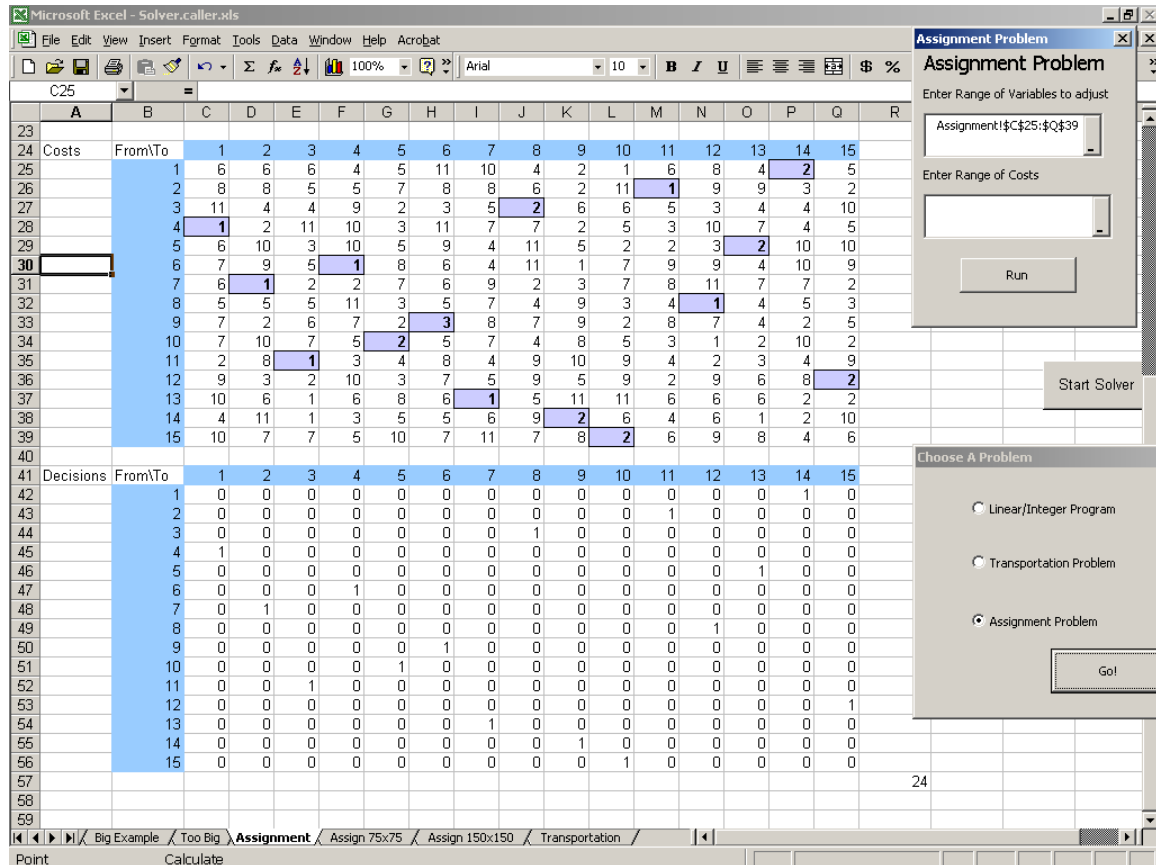 Microsoft Excel - Solver.caller.xls
File Edit View Insert Format Tools Data Window Help Acrobat
100% Arial 10 B I U $ %
C25 =
A B C D E F G H I J K L M N O P Q R
23
24 Costs From\To 1 2 3 4 5 6 7 8 9 10 11 12 13 14 15
25 1 6 6 6 4 5 11 10 4 2 1 6 8 4 2 5
26 2 8 8 5 5 7 8 8 6 2 11 1 9 9 3 2
27 3 11 4 4 9 2 3 5 2 6 6 5 3 4 4 10
28 4 1 2 11 10 3 11 7 7 2 5 3 10 7 4 5
29 5 6 10 3 10 5 9 4 11 5 2 2 3 2 10 10
30 6 7 9 5 1 8 6 4 11 1 7 9 9 4 10 9
31 7 6 1 2 2 7 6 9 2 3 7 8 11 7 7 2
32 8 5 5 5 11 3 5 7 4 9 3 4 1 4 5 3
33 9 7 2 6 7 2 3 8 7 9 2 8 7 4 2 5
34 10 7 10 7 5 2 5 7 4 8 5 3 1 2 10 2
35 11 2 8 1 3 4 8 4 9 10 9 4 2 3 4 9
36 12 9 3 2 10 3 7 5 9 5 9 2 9 6 8 2
37 13 10 6 1 6 8 6 1 5 11 11 6 6 6 2 2
38 14 4 11 1 3 5 5 6 9 2 6 4 6 1 2 10
39 15 10 7 7 5 10 7 11 7 8 2 6 9 8 4 6
40
41 Decisions From\To 1 2 3 4 5 6 7 8 9 10 11 12 13 14 15
42 1 0 0 0 0 0 0 0 0 0 0 0 0 0 1 0
43 2 0 0 0 0 0 0 0 0 0 0 1 0 0 0 0
44 3 0 0 0 0 0 0 0 1 0 0 0 0 0 0 0
45 4 1 0 0 0 0 0 0 0 0 0 0 0 0 0 0
46 5 0 0 0 0 0 0 0 0 0 0 0 0 1 0 0
47 6 0 0 0 1 0 0 0 0 0 0 0 0 0 0 0
48 7 0 1 0 0 0 0 0 0 0 0 0 0 0 0 0
49 8 0 0 0 0 0 0 0 0 0 0 0 1 0 0 0
50 9 0 0 0 0 0 1 0 0 0 0 0 0 0 0 0
51 10 0 0 0 0 1 0 0 0 0 0 0 0 0 0 0
52 11 0 0 1 0 0 0 0 0 0 0 0 0 0 0 0
53 12 0 0 0 0 0 0 0 0 0 0 0 0 0 0 1
54 13 0 0 0 0 0 0 1 0 0 0 0 0 0 0 0
55 14 0 0 0 0 0 0 0 0 1 0 0 0 0 0 0
56 15 0 0 0 0 0 0 0 0 0 1 0 0 0 0 0
57 24
58
59
Big Example Too Big Assignment Assign 75x75 Assign 150x150 Transportation
Point Calculate
Assignment Problem
Assignment Problem
Enter Range of Variables to adjust
Assignment!$C$25:$Q$39
Enter Range of Costs
Run
Start Solver
Choose A Problem
Linear/Integer Program
Transportation Problem
Assignment Problem
Go!